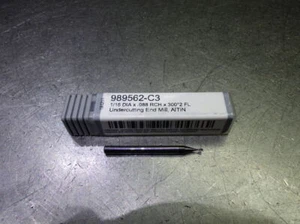 989562-C3
1/16 DIA x .088 RCH x 300°2 FL
Undercutting End Mill, AlTiN